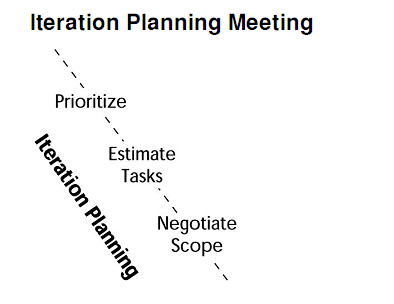 Iteration Planning Meeting
Prioritize
Estimate
Tasks
Iteration Planning
Negotiate
Scope